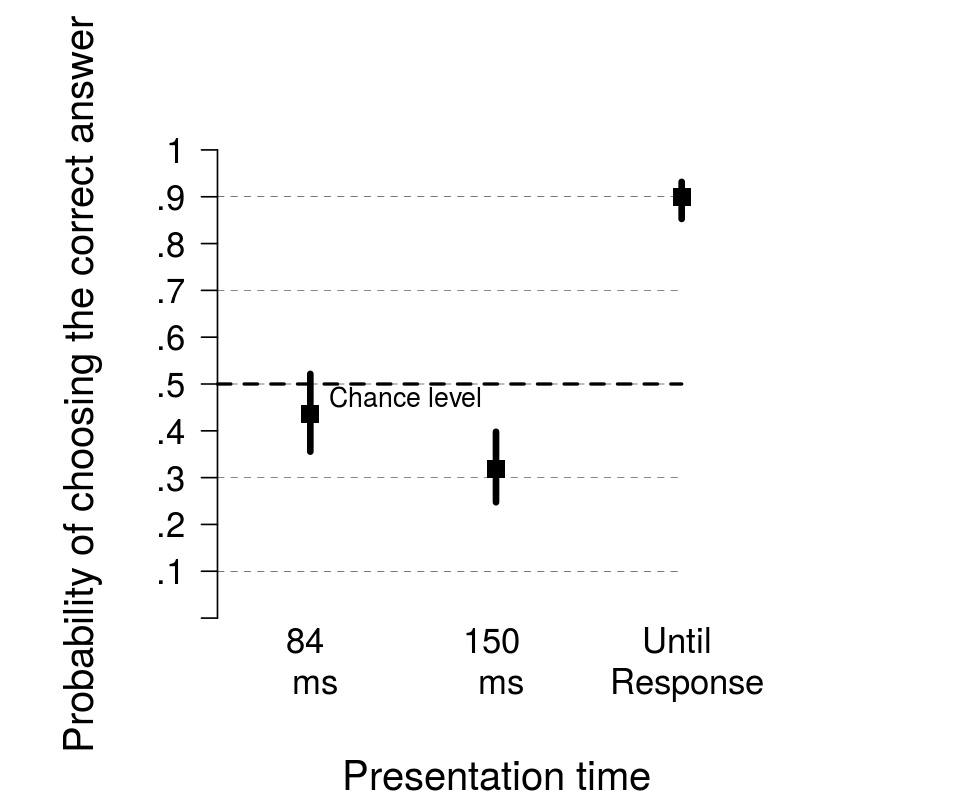 Probability of choosing the correct answer
1
.9
.8
.7
.6
.5
.4
.3
.2
.1
Chance level
84
ms
150
ms
Until
Response
Presentation time